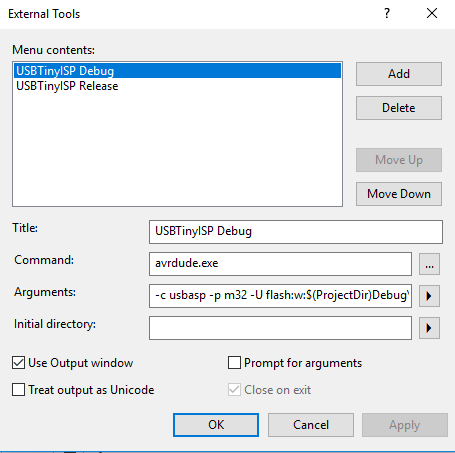 External Tools
Menu contents:
USBTinyISP Debug
USBTinyISP Release
Add
Delete
Move Up
Move Down
Title:
USBTinyISP Debug
Command:
avrdude.exe
...
Arguments:
-c usbasp -p m32 -U flash:w:$(ProjectDir)Debug\
Initial directory:
Use Output window
Prompt for arguments
Treat output as Unicode
Close on exit
OK
Cancel
Apply